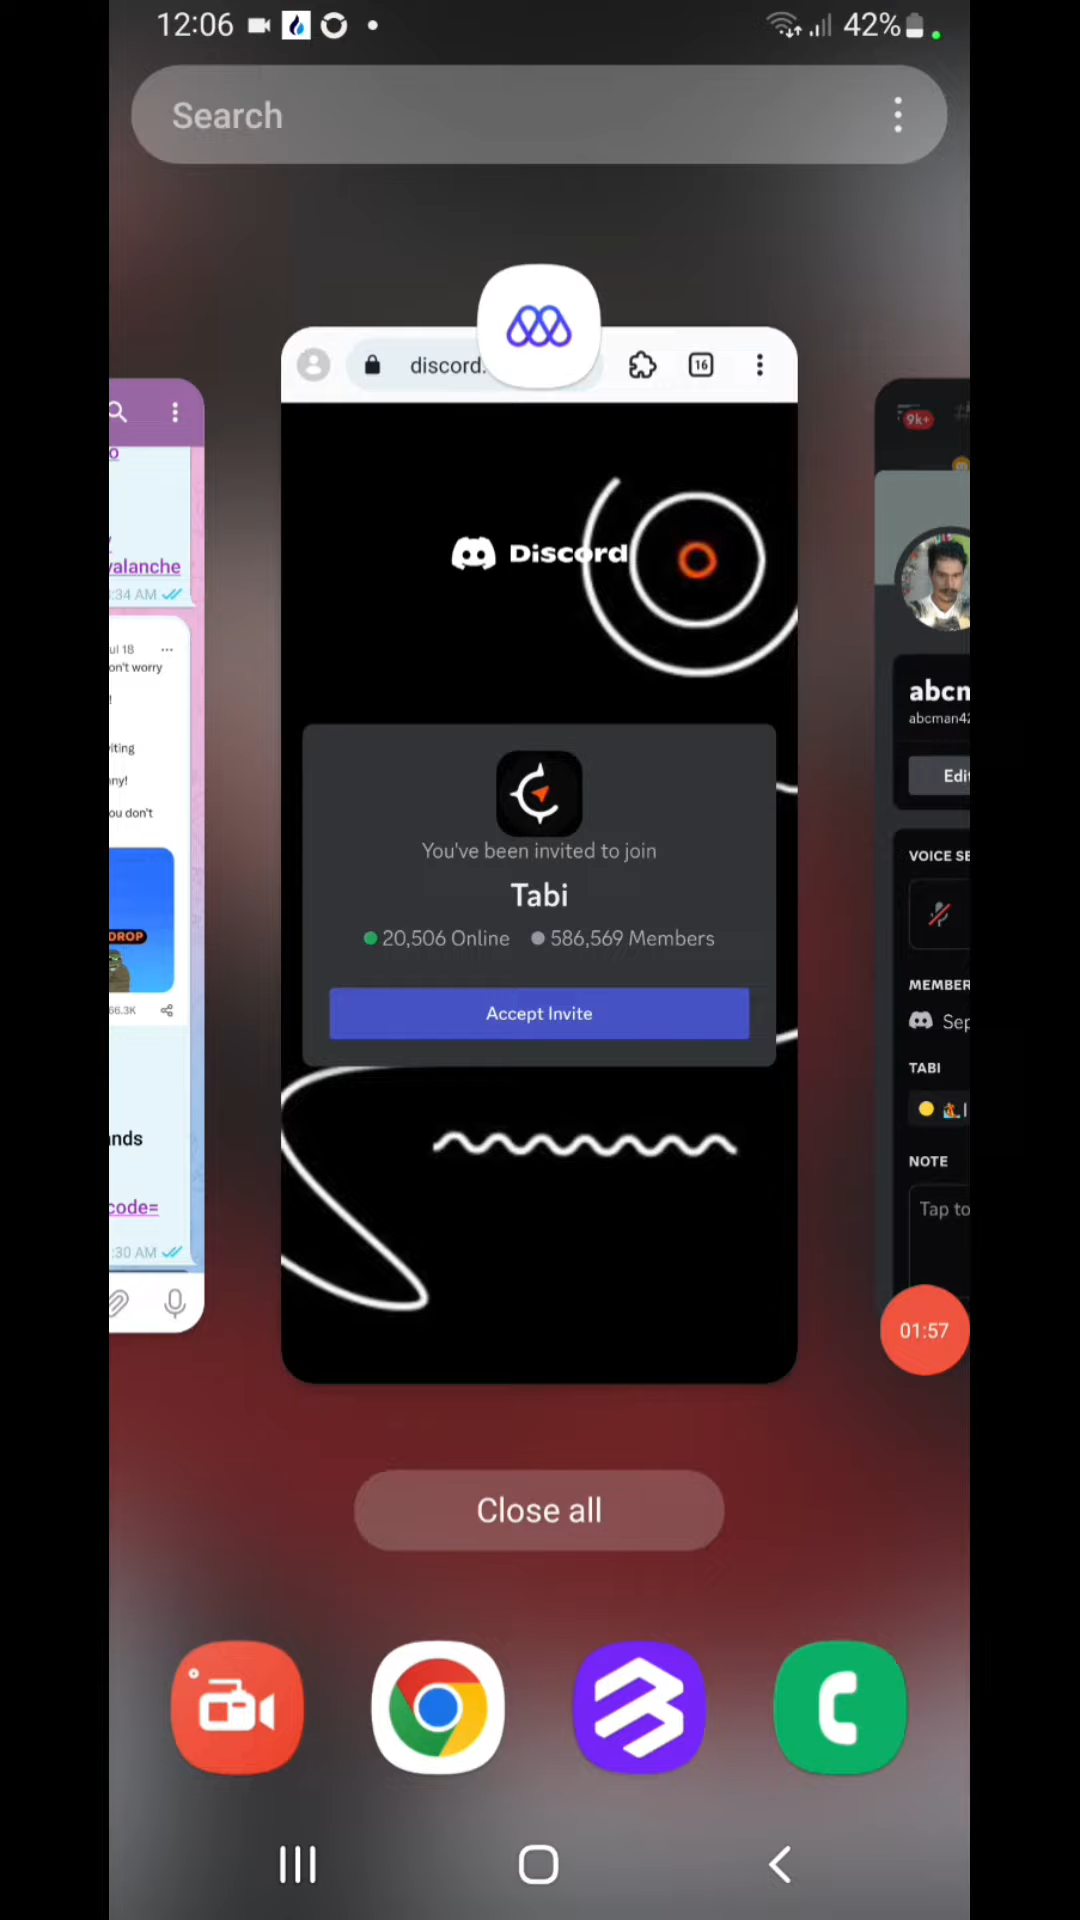 12:06
42%
Search
discord.
16
Discord
You've been invited to join
Tabi
20,506 Online 586,569 Members
Accept Invite
valanche
:34 AM
ul 18
on't worry
!
iting
ny!
ou don't
DROP
66.3K
nds
code=
:30 AM
9k+
abcm
abcman42
Edit
VOICE SE
MEMBER
Sep
TABI
NOTE
Tap to
01:57
Close all